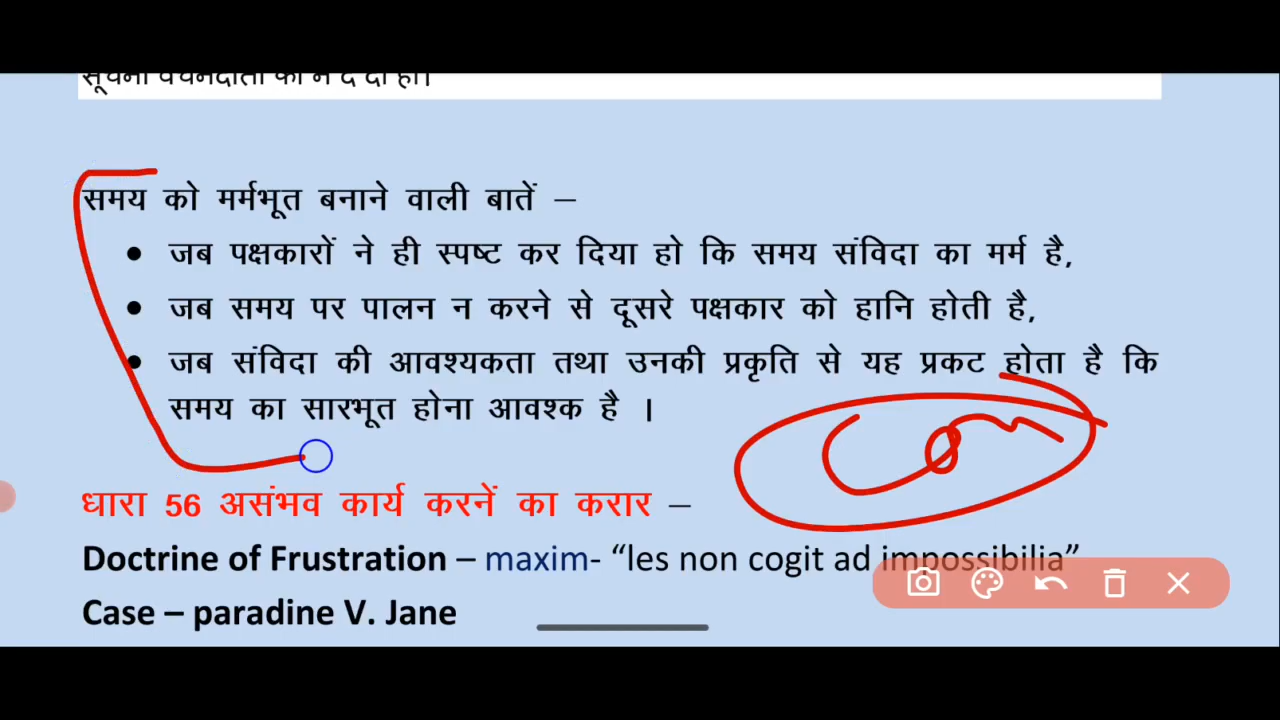 समय को मर्मभूत बनाने वाली बातें –
• जब पक्षकारों ने ही स्पष्ट कर दिया हो कि समय संविदा का मर्म है,
• जब समय पर पालन न करने से दूसरे पक्षकार को हानि होती है,
• जब संविदा की आवश्यकता तथा उनकी प्रकृति से यह प्रकट होता है कि
समय का सारभूत होना आवश्क है ।
धारा 56 असंभव कार्य करनें का करार –
Doctrine of Frustration – maxim- “les non cogit ad impossibilia”
Case – paradine V. Jane